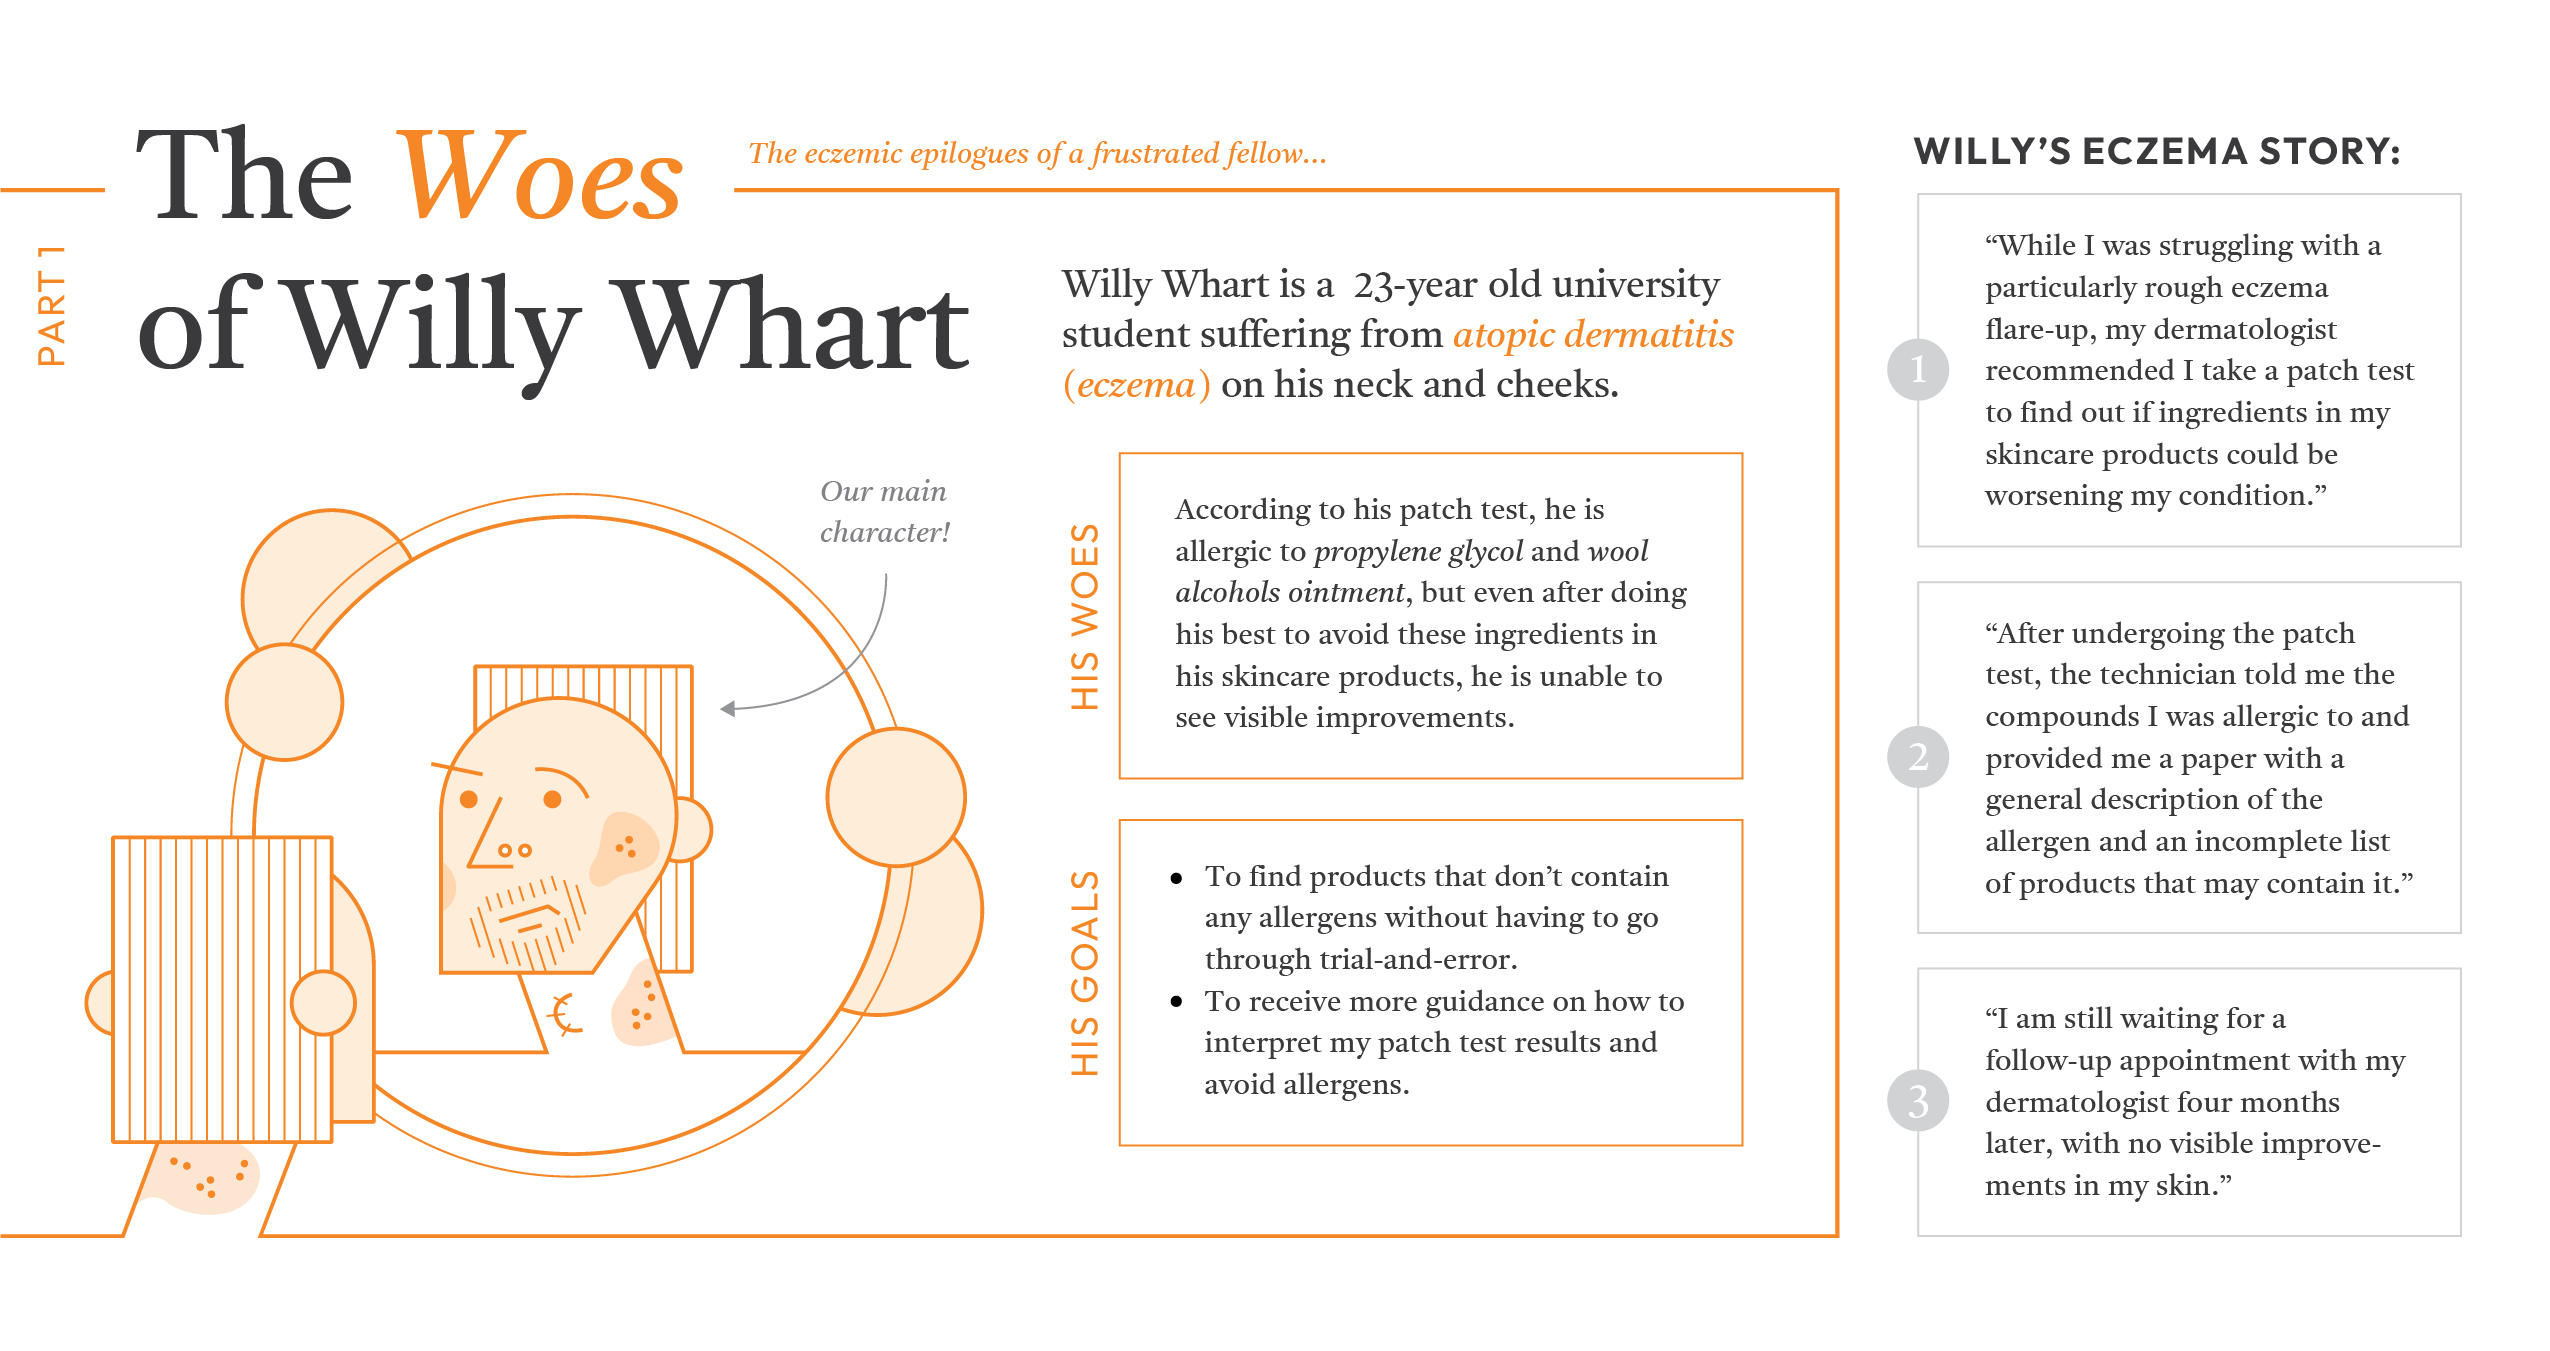 PART 1
The Woes
of Willy Whart
The eczemic epilogues of a frustrated fellow...
Our main
character!
Willy Whart is a  23-year old university
student suffering from atopic dermatitis
(eczema) on his neck and cheeks.
HIS WOES
According to his patch test, he is
allergic to propylene glycol and wool
alcohols ointment, but even after doing
his best to avoid these ingredients in
his skincare products, he is unable to
see visible improvements.
HIS GOALS
• To find products that don’t contain
any allergens without having to go
through trial-and-error.
• To receive more guidance on how to
interpret my patch test results and
avoid allergens.
WILLY’S ECZEMA STORY:
1
“While I was struggling with a
particularly rough eczema
flare-up, my dermatologist
recommended I take a patch test
to find out if ingredients in my
skincare products could be
worsening my condition.”
2
“After undergoing the patch
test, the technician told me the
compounds I was allergic to and
provided me a paper with a
general description of the
allergen and an incomplete list
of products that may contain it.”
3
“I am still waiting for a
follow-up appointment with my
dermatologist four months
later, with no visible improve-
ments in my skin.”